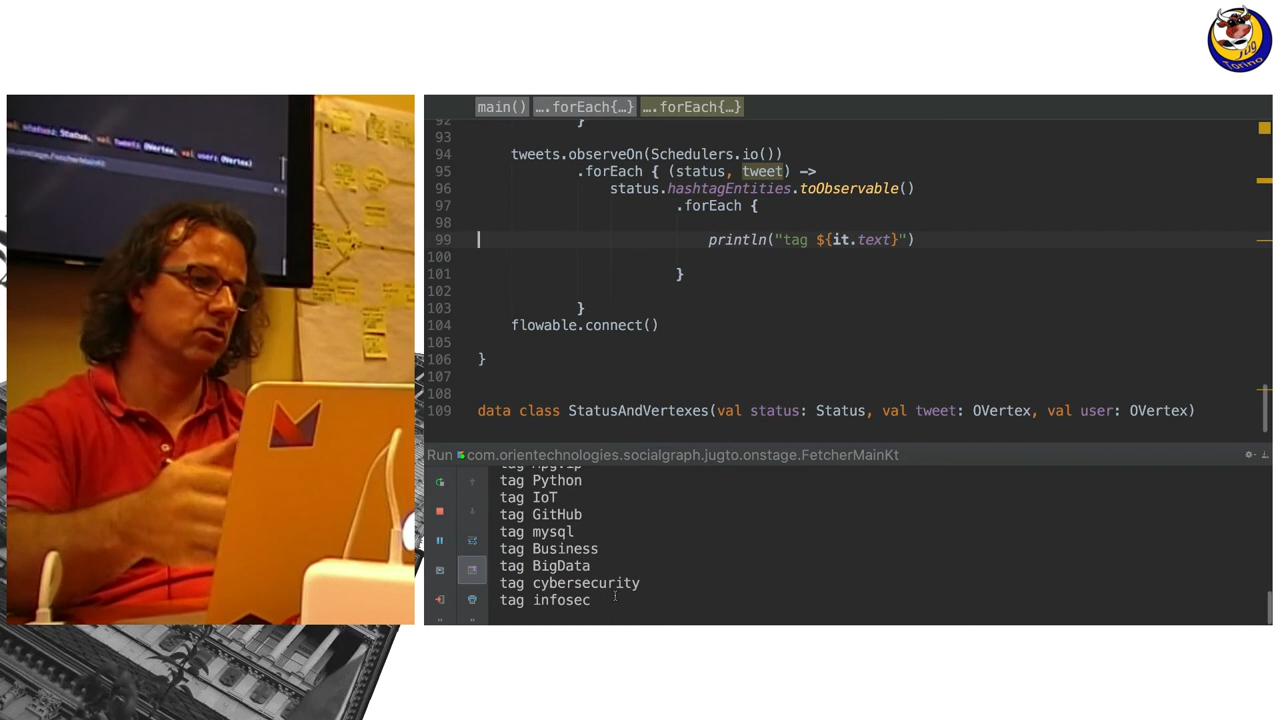 jug
Torino
main() ….forEach{…} ….forEach{…}
92 }
93
94 tweets.observeOn(Schedulers.io())
95 .forEach { (status, tweet) ->
96 status.hashtagEntities.toObservable()
97 .forEach {
98
99 println("tag ${it.text}")
100
101 }
102
103 }
104 flowable.connect()
105
106 }
107
108
109 data class StatusAndVertexes(val status: Status, val tweet: OVertex, val user: OVertex)
Run com.orientechnologies.socialgraph.jugto.onstage.FetcherMainKt
tag Python
tag IoT
tag GitHub
tag mysql
tag Business
tag BigData
tag cybersecurity
tag infosec